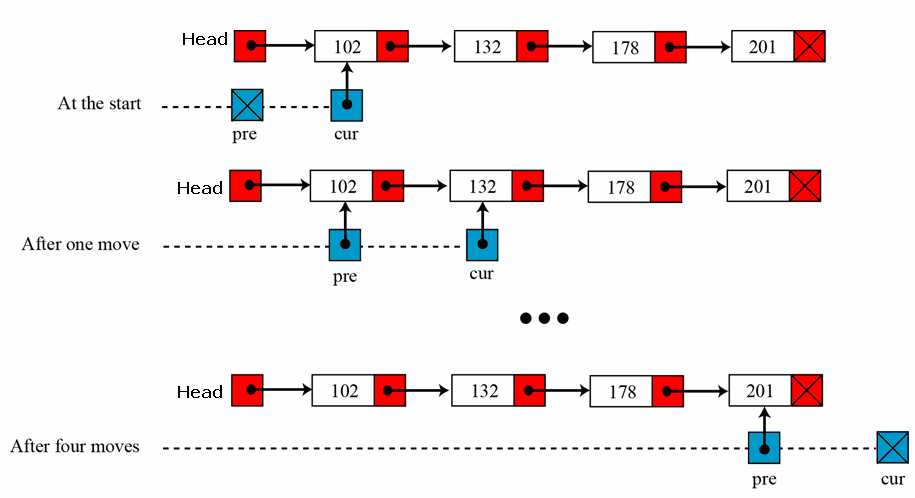 Head 102 132 178 201
At the start
pre cur
Head 102 132 178 201
After one move
pre cur
Head 102 132 178 201
After four moves
pre cur